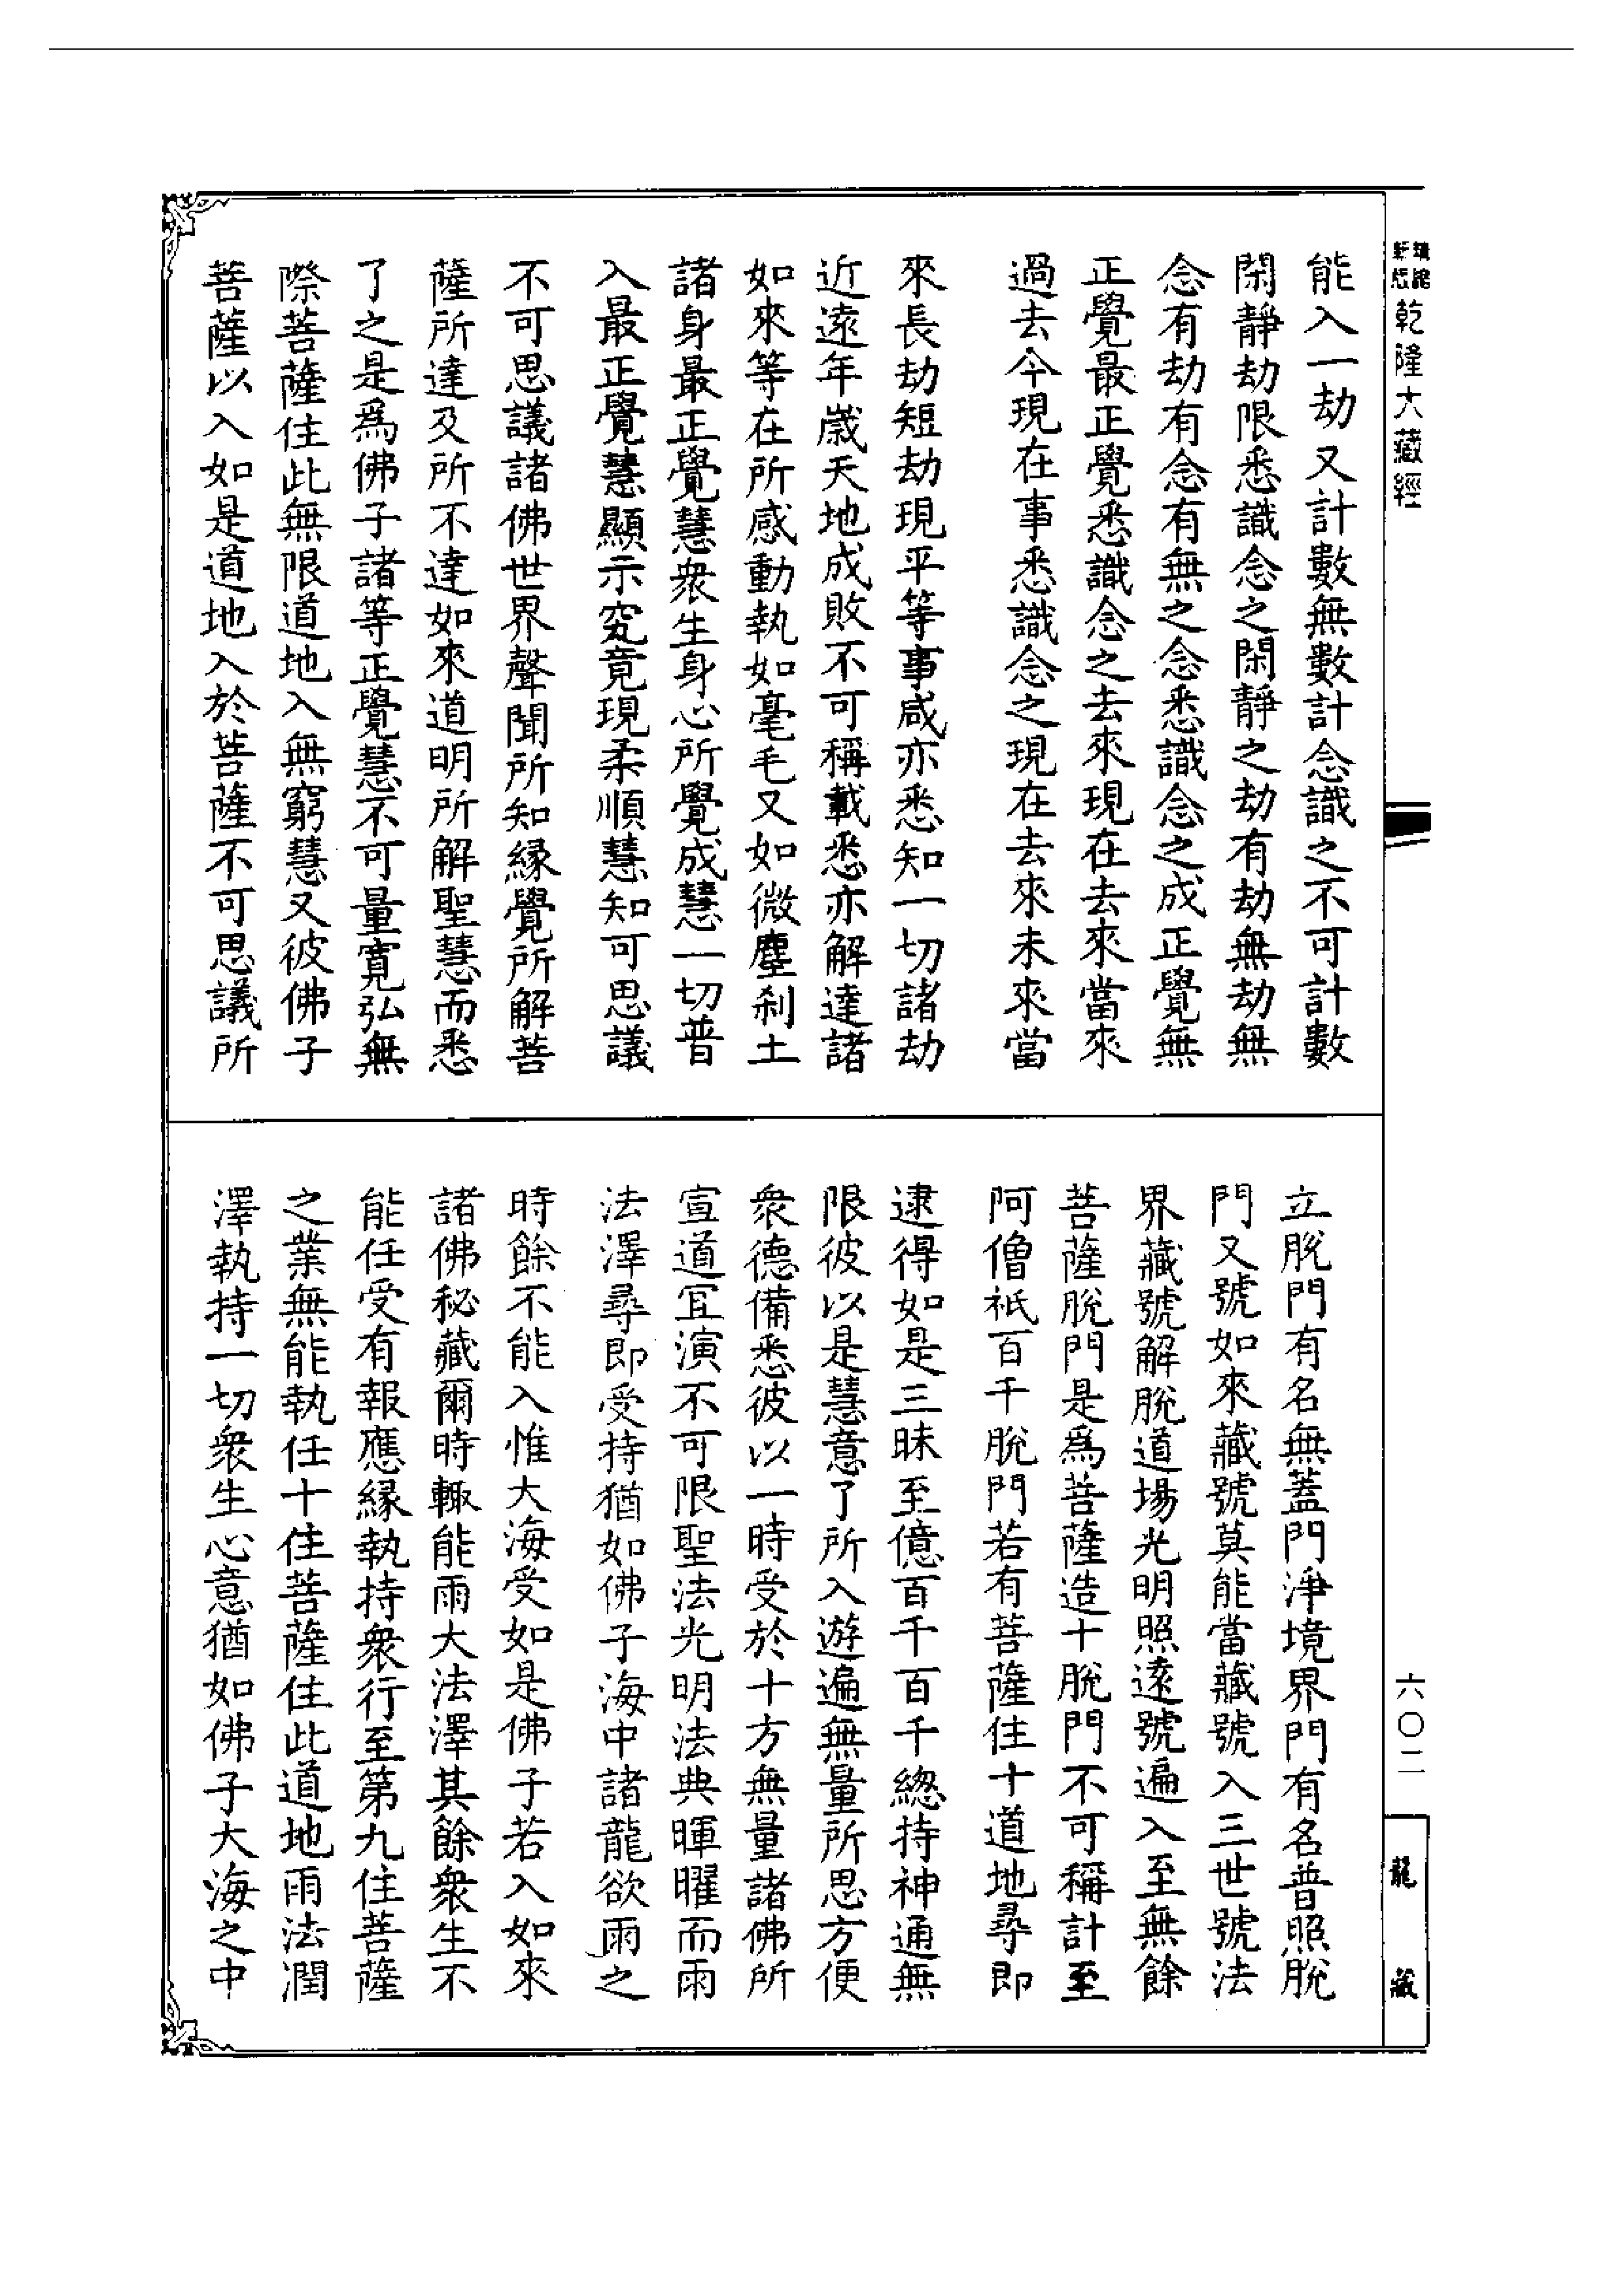 乾隆大藏經
能入一劫又計數無數計念識之不可計數
閑靜劫限悉識念之閑靜之劫有劫無劫無
念有劫有念有無之念悉識念之成正覺無
正覺最正覺悉識念之去來現在去來當來
過去今現在事悉識念之現在去來未來當
來長劫短劫現平等事咸亦悉知一切諸劫
近遠年歲天地成敗不可稱載悉亦解達諸
如來等在所感動執如毫毛又如微塵刹土
諸身最正覺慧衆生身心所覺成慧一切普
入最正覺慧顯示究竟現柔順慧知可思議
不可思議諸佛世界聲聞所知緣覺所解菩
薩所達及所不達如來道明所解聖慧而悉
了之是爲佛子諸等正覺慧不可量寬弘無
際菩薩住此無限道地入無窮慧又彼佛子
菩薩以入如是道地入於菩薩不可思議所
立脫門有名無蓋門淨境界門有名普照脫
門又號如來藏號莫能當藏號入三世號法
界藏號解脫道場光明照遠號遍入至無餘
菩薩脫門是爲菩薩造十脫門不可稱計至
阿僧祇百千脫門若有菩薩住十道地尋即
逮得如是三昧至億百千百千緫持神通無
限彼以是慧意了所入遊遍無量所思方便
衆德備悉彼以一時受於十方無量諸佛所
宣道宜演不可限聖法光明法典暉曜而雨
法澤尋即受持猶如佛子海中諸龍欲雨之
時餘不能入惟大海受如是佛子若入如來
諸佛秘藏爾時輙能雨大法澤其餘衆生不
能任受有報應緣執持衆行至第九住菩薩
之業無能執任十住菩薩住此道地雨法潤
澤執持一切衆生心意猶如佛子大海之中
六〇二
龍藏